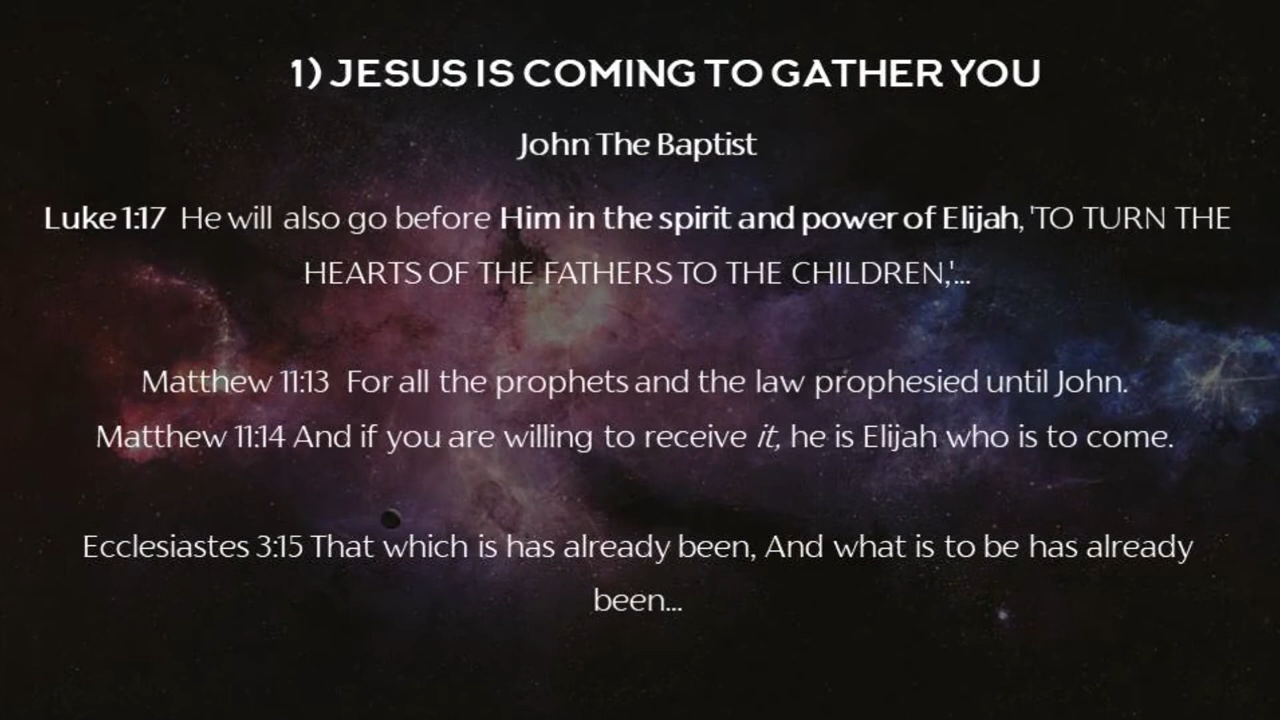 1) JESUS IS COMING TO GATHER YOU
John The Baptist
Luke 1:17 He will also go before Him in the spirit and power of Elijah, 'TO TURN THE
HEARTS OF THE FATHERS TO THE CHILDREN,'...
Matthew 11:13 For all the prophets and the law prophesied until John.
Matthew 11:14 And if you are willing to receive it, he is Elijah who is to come.
Ecclesiastes 3:15 That which is has already been, And what is to be has already
been...